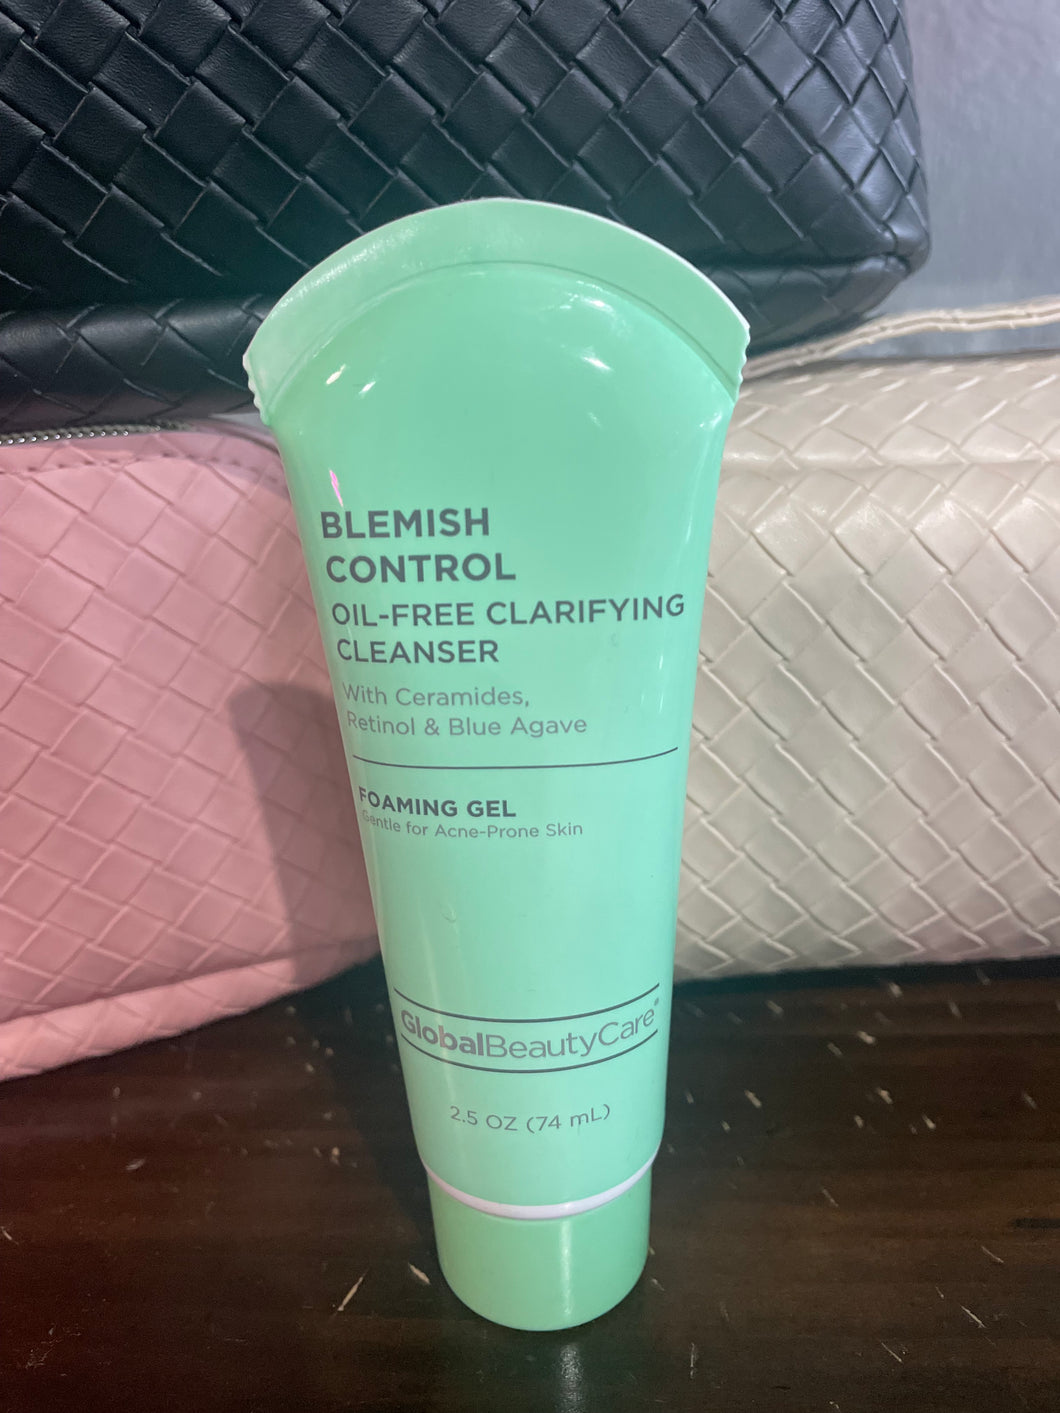 BLEMISH
CONTROL
OIL-FREE CLARIFYING
CLEANSER
With Ceramides,
Retinol & Blue Agave
FOAMING GEL
Gentle for Acne-Prone Skin
GlobalBeautyCare®
2.5 OZ (74 mL)